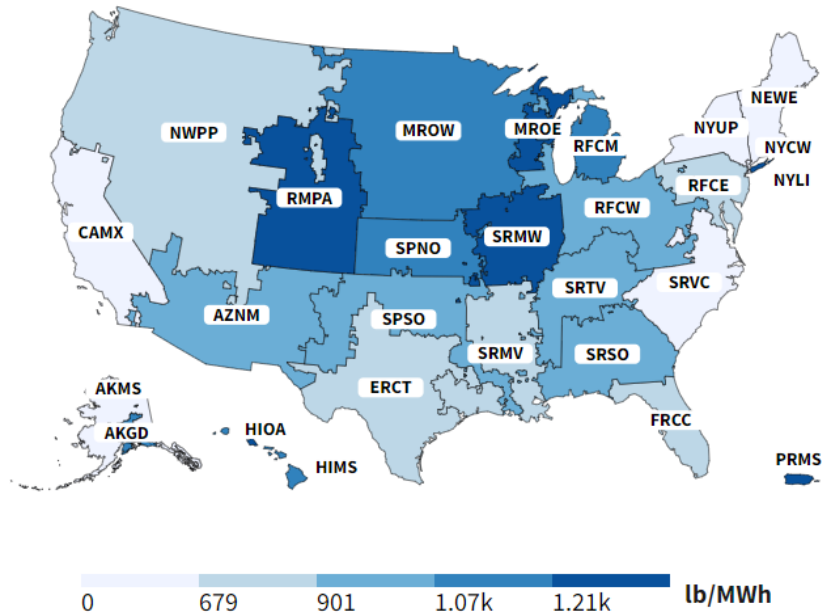 NEWE
NWPP
MROW
MROE
NYUP
RFCM
NYCW
NYLI
RFCE
RMPA
RFCW
CAMX
SPNO
SRMW
SRVC
SRTV
AZNM
SPSO
SRMV
SRSO
ERCT
AKMS
FRCC
AKGD
HIOA
HIMS
PRMS
0 679 901 1.07k 1.21k lb/MWh